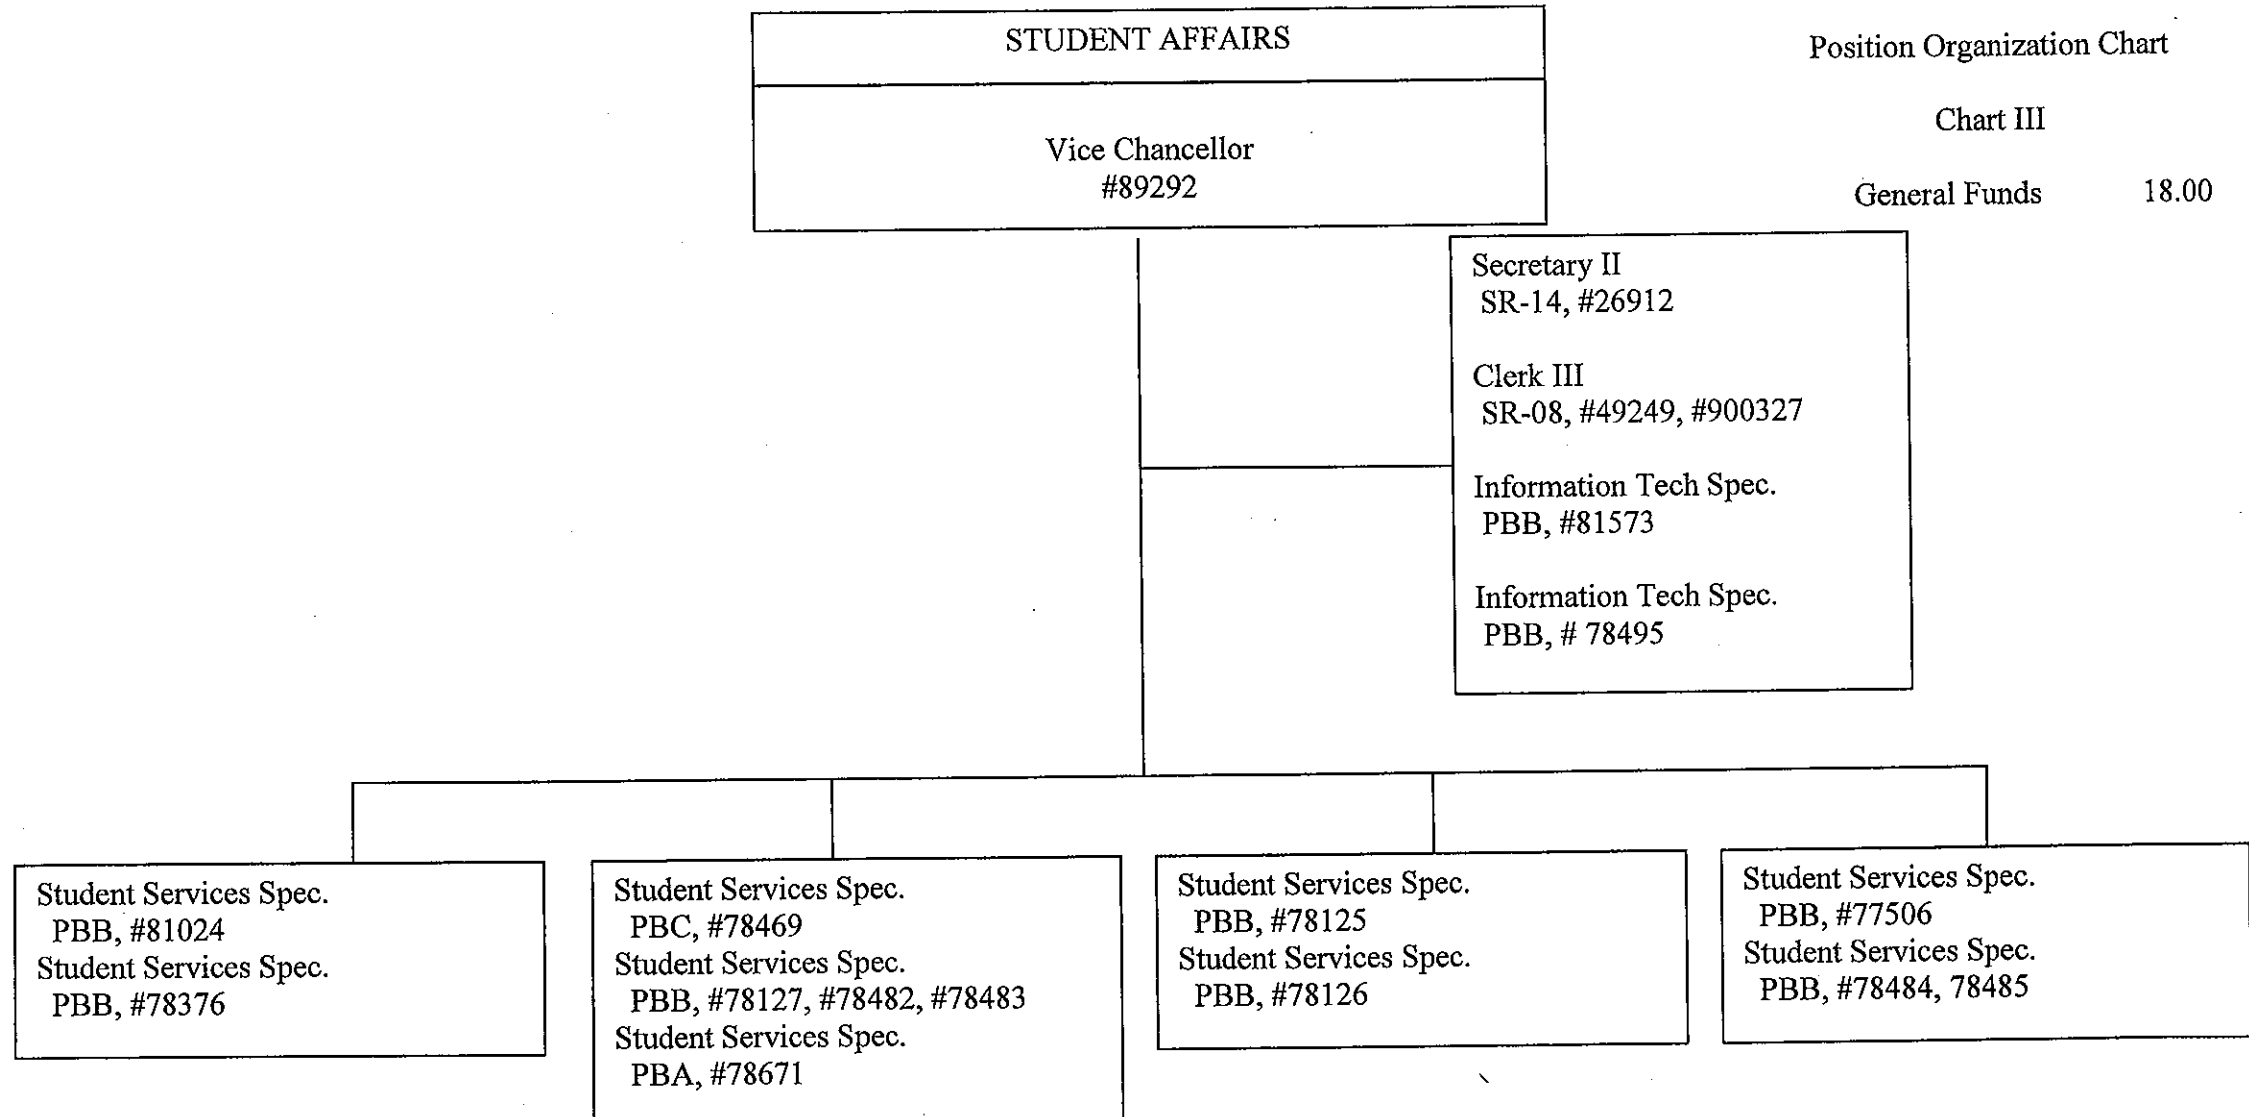 STUDENT AFFAIRS
Vice Chancellor
#89292
Position Organization Chart
Chart III
General Funds 18.00
Secretary II
SR-14, #26912
Clerk III
SR-08, #49249, #900327
Information Tech Spec.
PBB, #81573
Information Tech Spec.
PBB, # 78495
Student Services Spec.
PBB, #81024
Student Services Spec.
PBB, #78376
Student Services Spec.
PBC, #78469
Student Services Spec.
PBB, #78127, #78482, #78483
Student Services Spec.
PBA, #78671
Student Services Spec.
PBB, #78125
Student Services Spec.
PBB, #78126
Student Services Spec.
PBB, #77506
Student Services Spec.
PBB, #78484, 78485